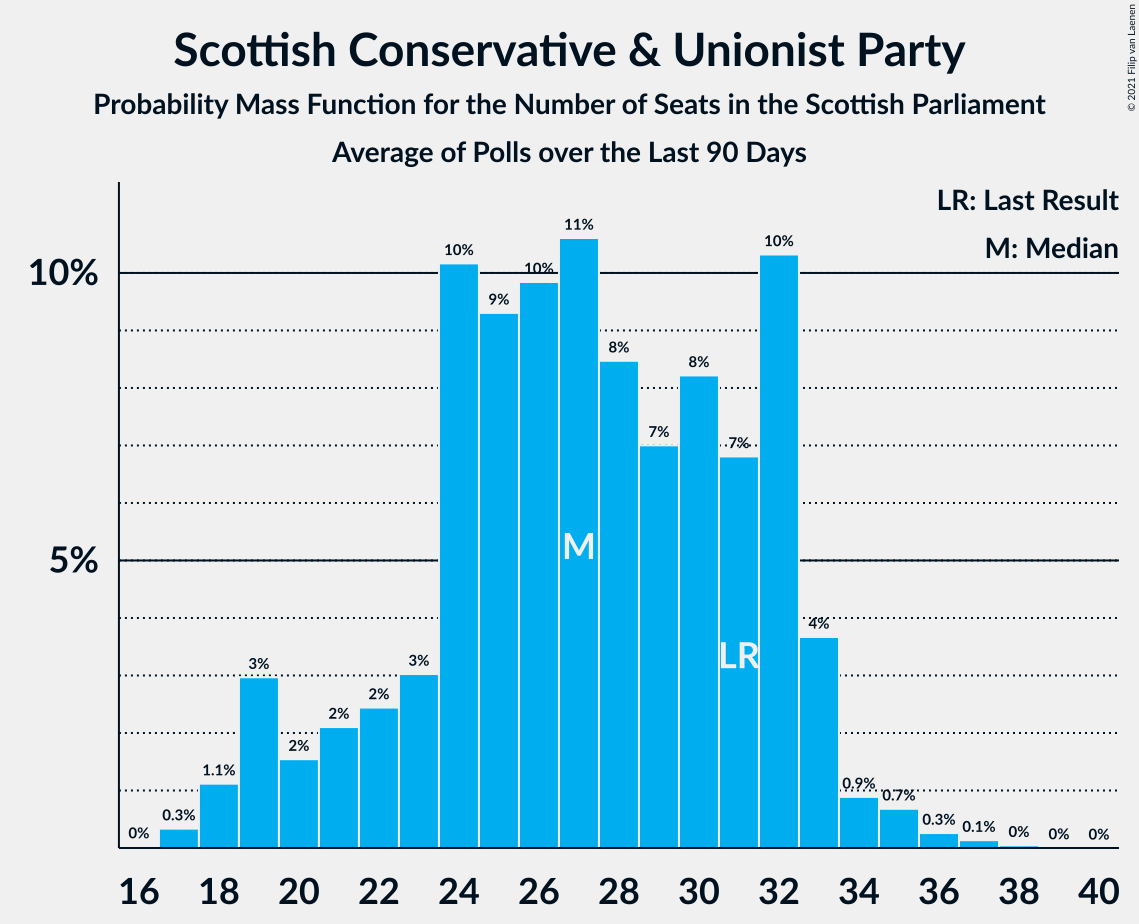 © 2021 Filip van Laenen
Scottish Conservative & Unionist Party
Probability Mass Function for the Number of Seats in the Scottish Parliament
Average of Polls over the Last 90 Days
LR: Last Result
M: Median
10%
5%
0% 0.3% 1.1% 3% 2% 2% 2% 3% 10% 9% 10% 11% 8% 7% 8% 7% 10% 4% 0.9% 0.7% 0.3% 0.1% 0% 0% 0%
M
LR
16 18 20 22 24 26 28 30 32 34 36 38 40